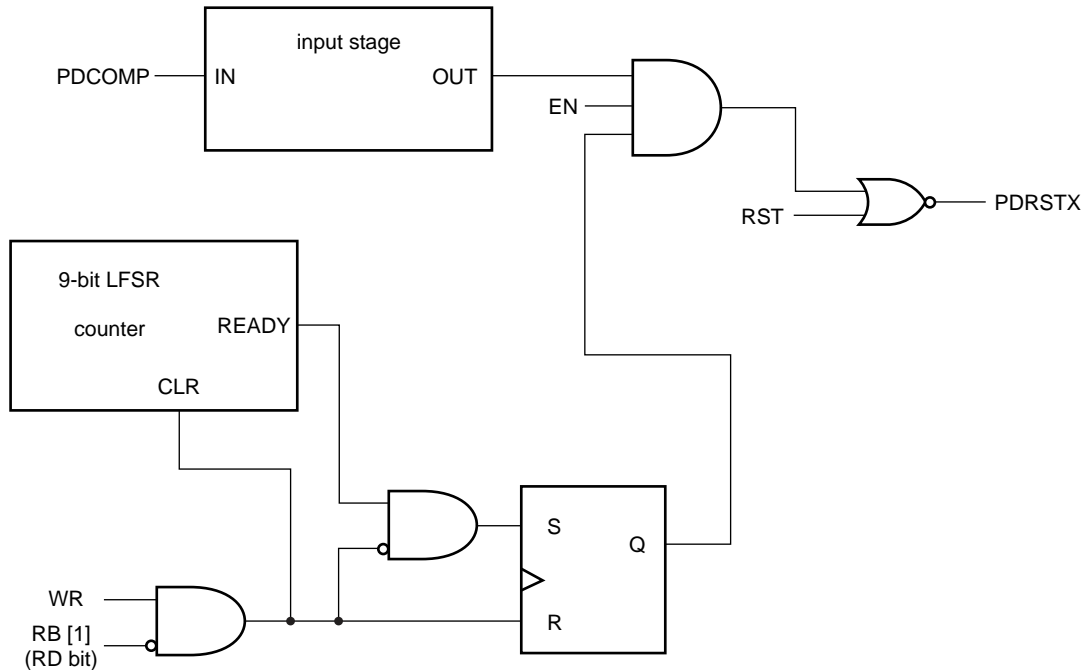 input stage
PDCOMP
IN
OUT
EN
RST
PDRSTX
9-bit LFSR
counter
READY
CLR
S
Q
R
WR
RB [1]
(RD bit)